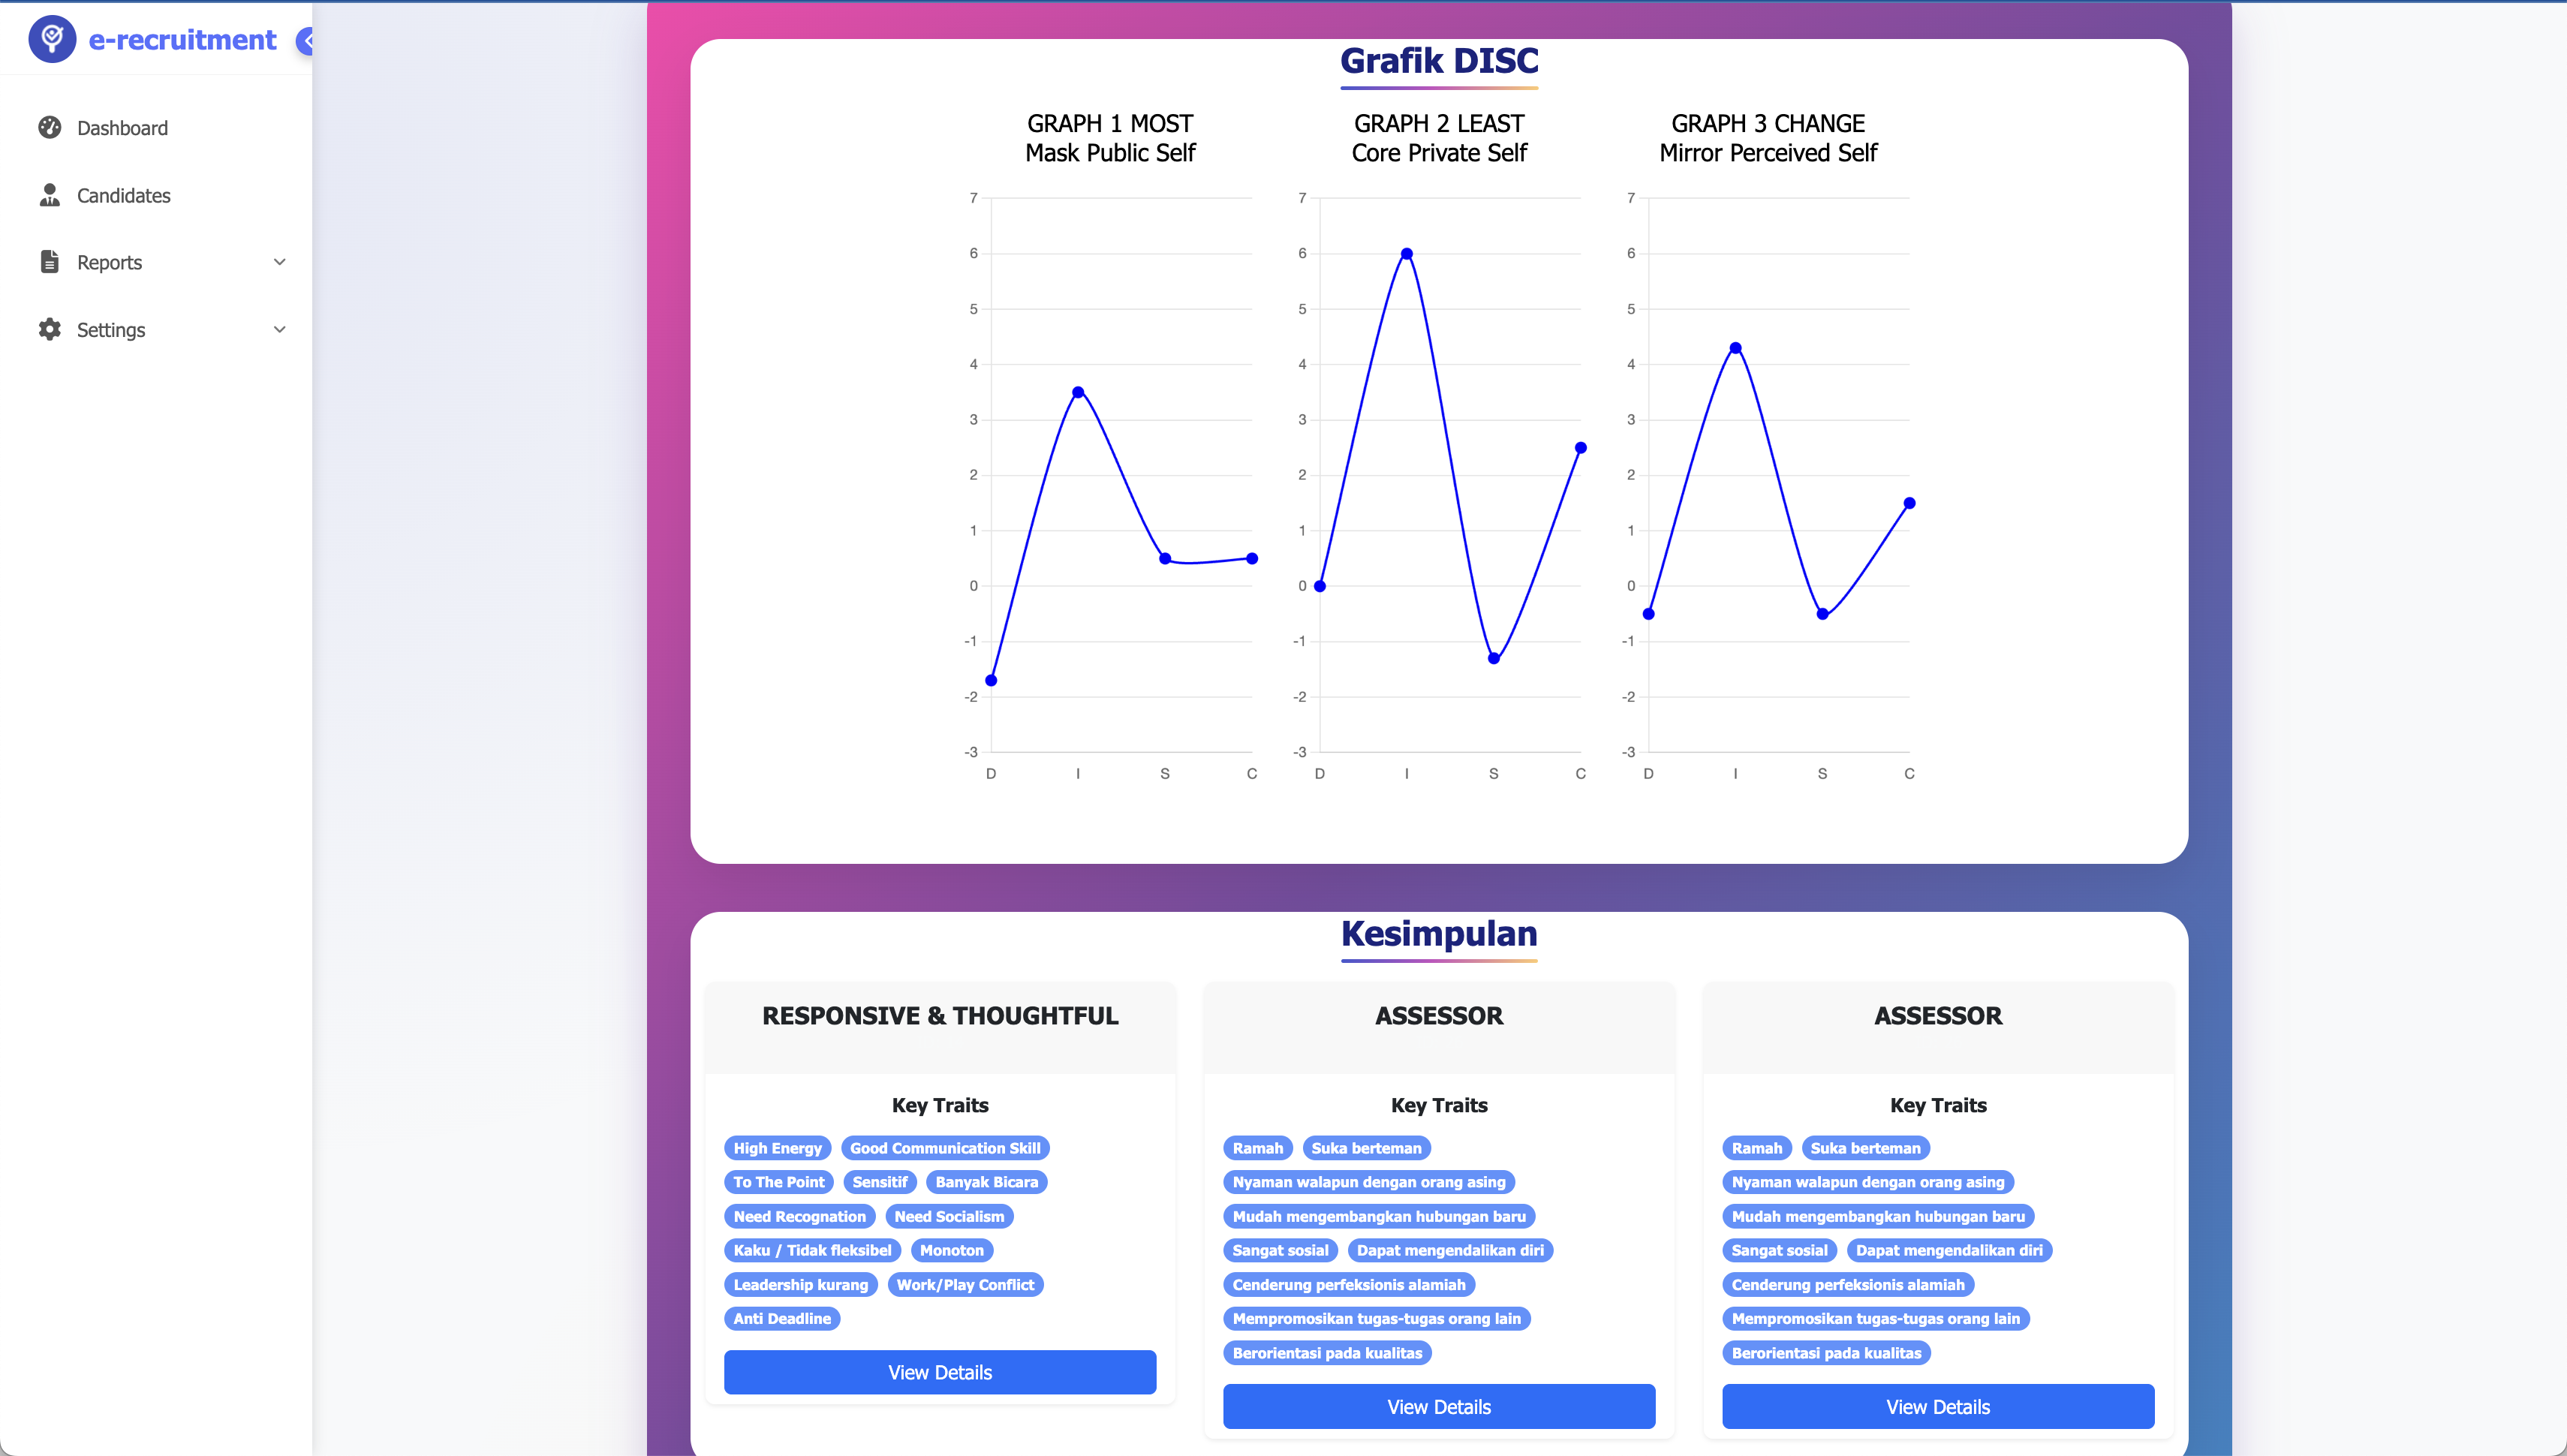 e-recruitment
Dashboard
Candidates
Reports
Settings
Grafik DISC
GRAPH 1 MOST
Mask Public Self
7
6
5
4
3
2
1
0
-1
-2
-3
D I S C
GRAPH 2 LEAST
Core Private Self
7
6
5
4
3
2
1
0
-1
-2
-3
D I S C
GRAPH 3 CHANGE
Mirror Perceived Self
7
6
5
4
3
2
1
0
-1
-2
-3
D I S C
Kesimpulan
RESPONSIVE & THOUGHTFUL
Key Traits
High Energy Good Communication Skill
To The Point Sensitif Banyak Bicara
Need Recognation Need Socialism
Kaku / Tidak fleksibel Monoton
Leadership kurang Work/Play Conflict
Anti Deadline
View Details
ASSESSOR
Key Traits
Ramah Suka berteman
Nyaman walapun dengan orang asing
Mudah mengembangkan hubungan baru
Sangat sosial Dapat mengendalikan diri
Cenderung perfeksionis alamiah
Mempromosikan tugas-tugas orang lain
Berorientasi pada kualitas
View Details
ASSESSOR
Key Traits
Ramah Suka berteman
Nyaman walapun dengan orang asing
Mudah mengembangkan hubungan baru
Sangat sosial Dapat mengendalikan diri
Cenderung perfeksionis alamiah
Mempromosikan tugas-tugas orang lain
Berorientasi pada kualitas
View Details